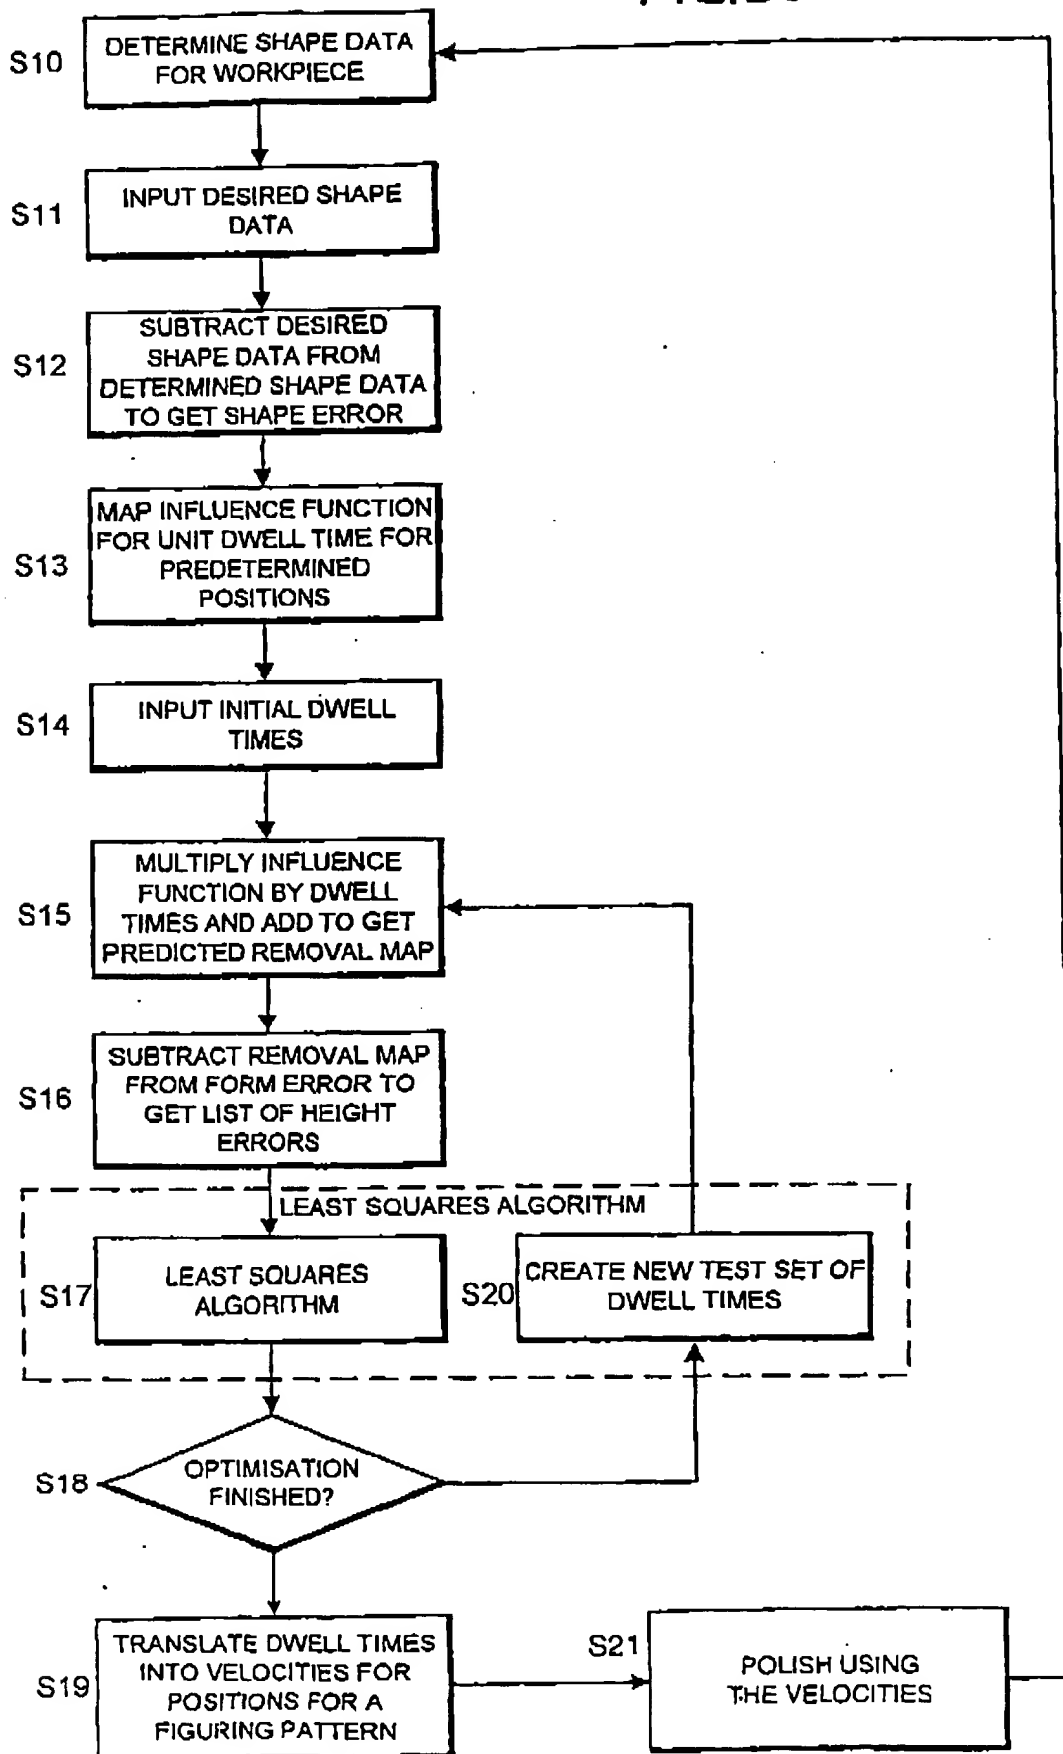 S10
DETERMINE SHAPE DATA
FOR WORKPIECE
S11
INPUT DESIRED SHAPE
DATA
S12
SUBTRACT DESIRED
SHAPE DATA FROM
DETERMINED SHAPE DATA
TO GET SHAPE ERROR
S13
MAP INFLUENCE FUNCTION
FOR UNIT DWELL TIME FOR
PREDETERMINED
POSITIONS
S14
INPUT INITIAL DWELL
TIMES
S15
MULTIPLY INFLUENCE
FUNCTION BY DWELL
TIMES AND ADD TO GET
PREDICTED REMOVAL MAP
S16
SUBTRACT REMOVAL MAP
FROM FORM ERROR TO
GET LIST OF HEIGHT
ERRORS
LEAST SQUARES ALGORITHM
S17
LEAST SQUARES
ALGORITHM
S20
CREATE NEW TEST SET OF
DWELL TIMES
S18
OPTIMISATION
FINISHED?
S19
TRANSLATE DWELL TIMES
INTO VELOCITIES FOR
POSITIONS FOR A
FIGURING PATTERN
S21
POLISH USING
THE VELOCITIES